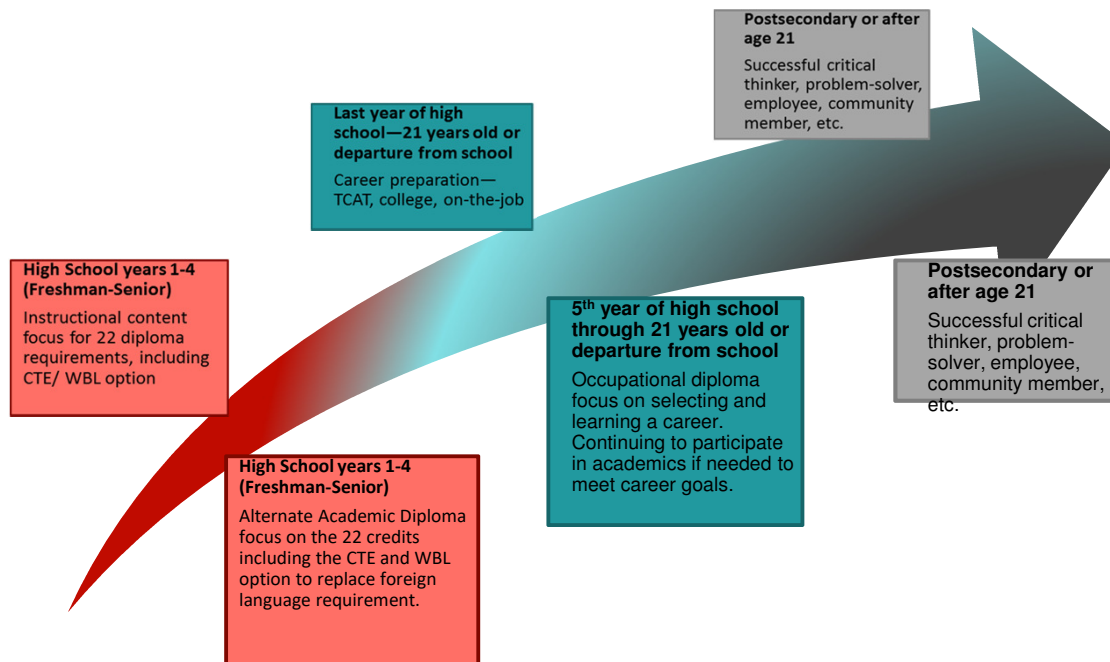 Postsecondary or after
age 21
Successful critical
thinker, problem-solver,
employee, community
member, etc.
Last year of high
school—21 years old or
departure from school
Career preparation—
TCAT, college, on-the-job
High School years 1-4
(Freshman-Senior)
Instructional content
focus for 22 diploma
requirements, including
CTE/ WBL option
Postsecondary or
after age 21
Successful critical
thinker, problem-
solver, employee,
community member,
etc.
5th year of high school
through 21 years old or
departure from school
Occupational diploma
focus on selecting and
learning a career.
Continuing to participate
in academics if needed to
meet career goals.
High School years 1-4
(Freshman-Senior)
Alternate Academic Diploma
focus on the 22 credits
including the CTE and WBL
option to replace foreign
language requirement.